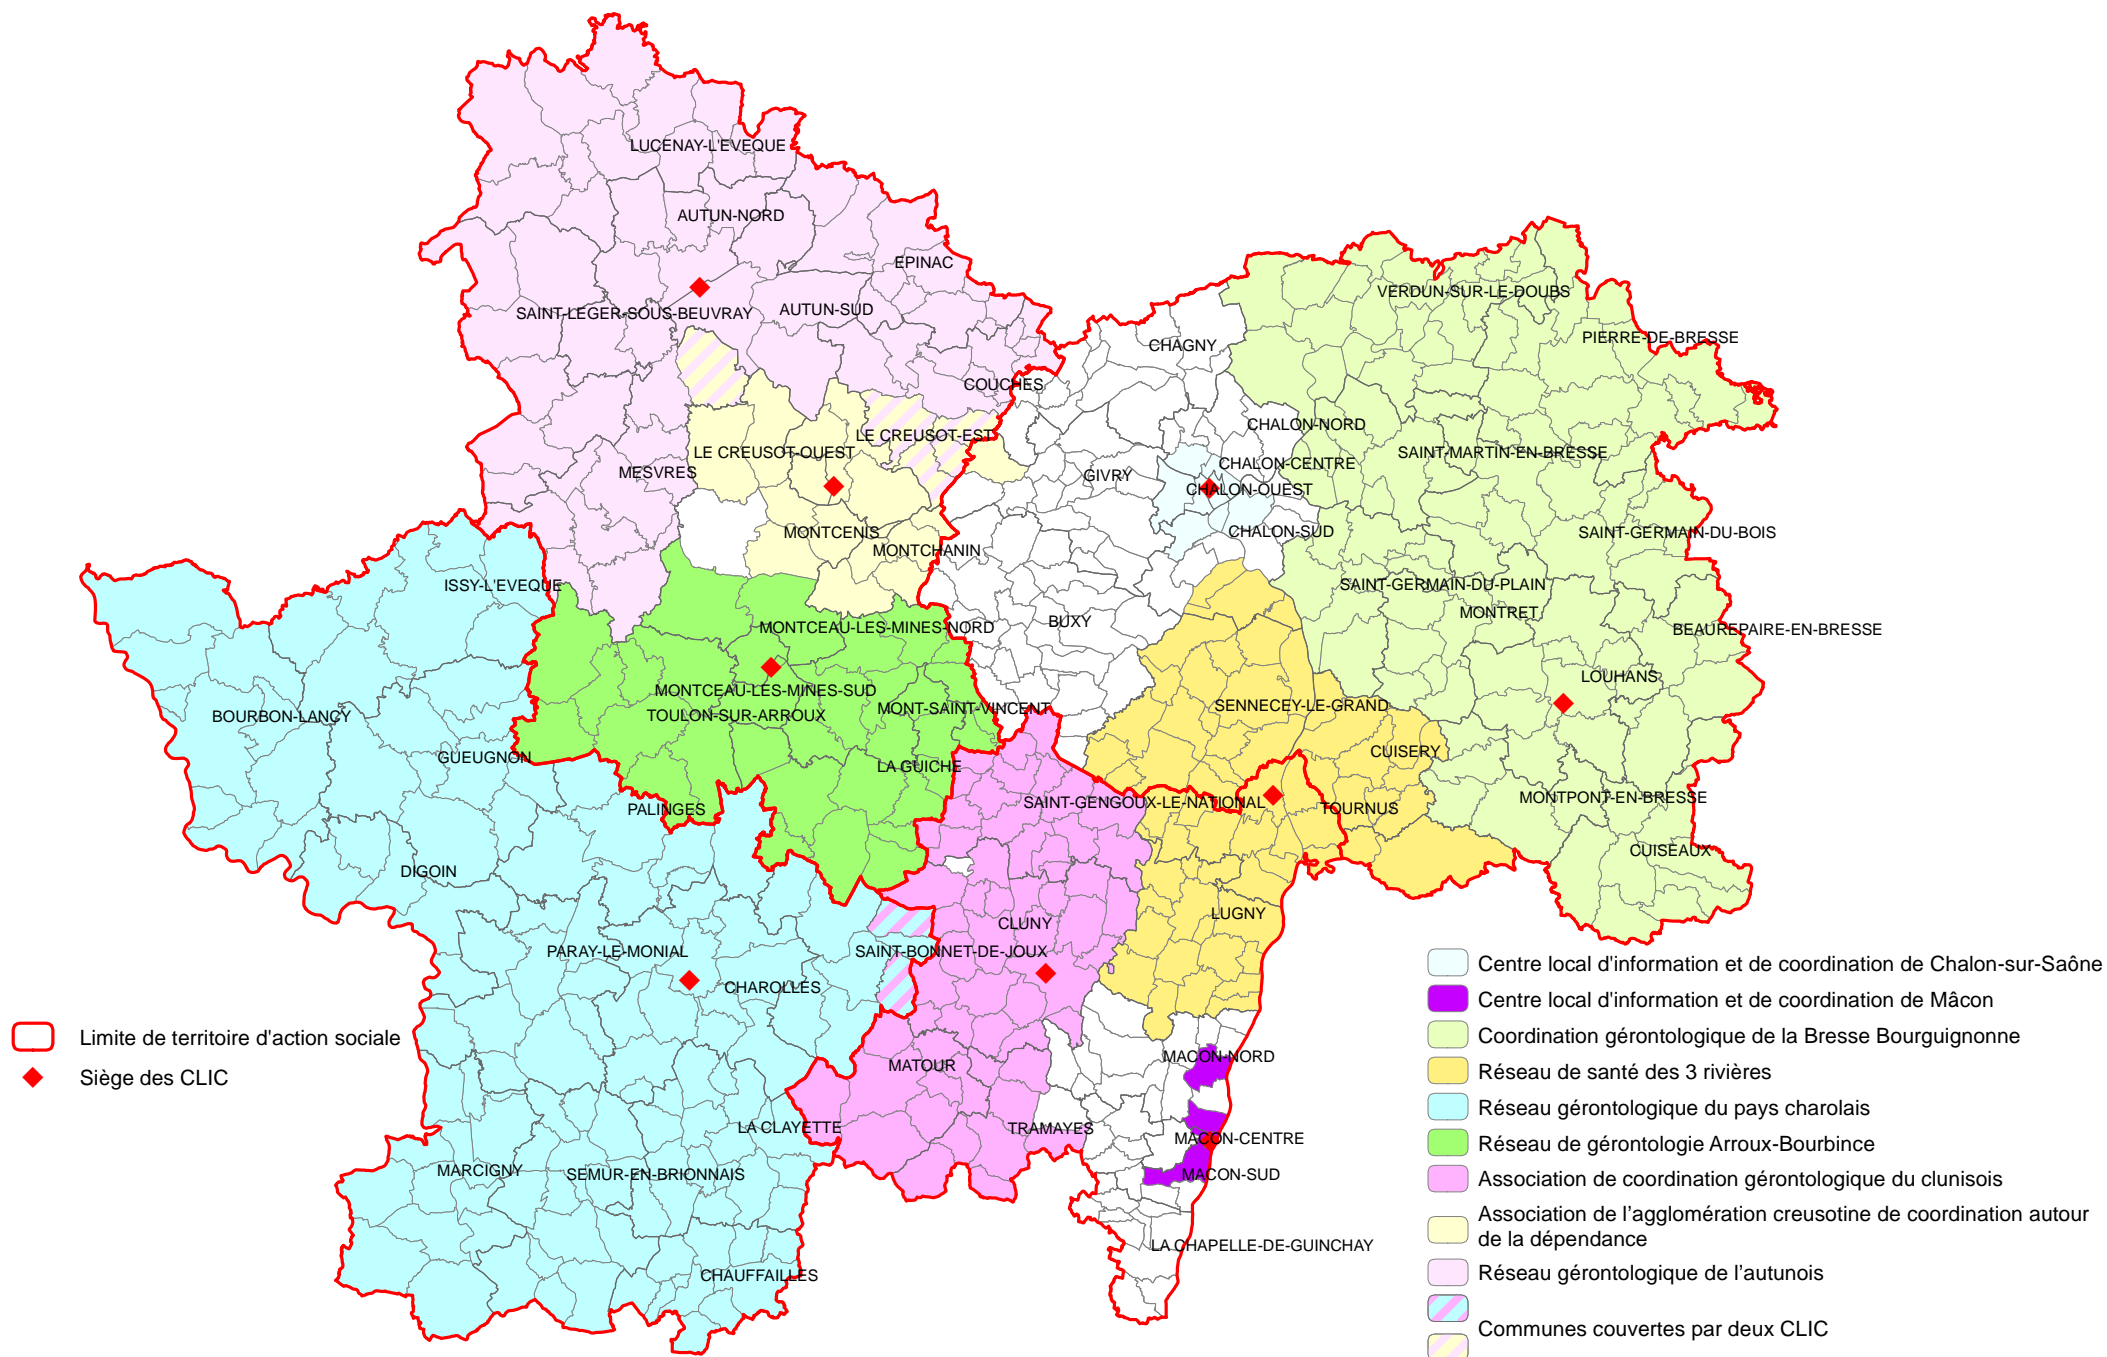 LUCENAY-L'EVEQUE
AUTUN-NORD
EPINAC
SAINT-LEGER-SOUS-BEUVRAY
AUTUN-SUD
VERDUN-SUR-LE-DOUBS
PIERRE-DE-BRESSE
CHAGNY
COUCHES
CHALON-NORD
LE CREUSOT-EST
LE CREUSOT-OUEST
SAINT-MARTIN-EN-BRESSE
MESVRES
GIVRY
CHALON-CENTRE
CHALON-OUEST
MONTCENIS
CHALON-SUD
SAINT-GERMAIN-DU-BOIS
MONTCHANIN
ISSY-L'EVEQUE
SAINT-GERMAIN-DU-PLAIN
MONTRET
BUXY
MONTCEAU-LES-MINES-NORD
BEAUREPAIRE-EN-BRESSE
LOUHANS
MONTCEAU-LES-MINES-SUD
BOURBON-LANCY
TOULON-SUR-ARROUX
MONT-SAINT-VINCENT
SENNECEY-LE-GRAND
CUISERY
GUEUGNON
LA GUICHE
PALINGES
SAINT-GENGOUX-LE-NATIONAL
TOURNUS
MONTPONT-EN-BRESSE
CUISEAUX
DIGOIN
LUGNY
CLUNY
PARAY-LE-MONIAL
SAINT-BONNET-DE-JOUX
CHAROLLES
MATOUR
MACON-NORD
LA CLAYETTE
TRAMAYES
MACON-CENTRE
MARCIGNY
SEMUR-EN-BRIONNAIS
MACON-SUD
LA CHAPELLE-DE-GUINCHAY
CHAUFFAILLES
Limite de territoire d'action sociale
Siège des CLIC
Centre local d'information et de coordination de Chalon-sur-Saône
Centre local d'information et de coordination de Mâcon
Coordination gérontologique de la Bresse Bourguignonne
Réseau de santé des 3 rivières
Réseau gérontologique du pays charolais
Réseau de gérontologie Arroux-Bourbince
Association de coordination gérontologique du clunisois
Association de l'agglomération creusotine de coordination autour
de la dépendance
Réseau gérontologique de l'autunois
Communes couvertes par deux CLIC